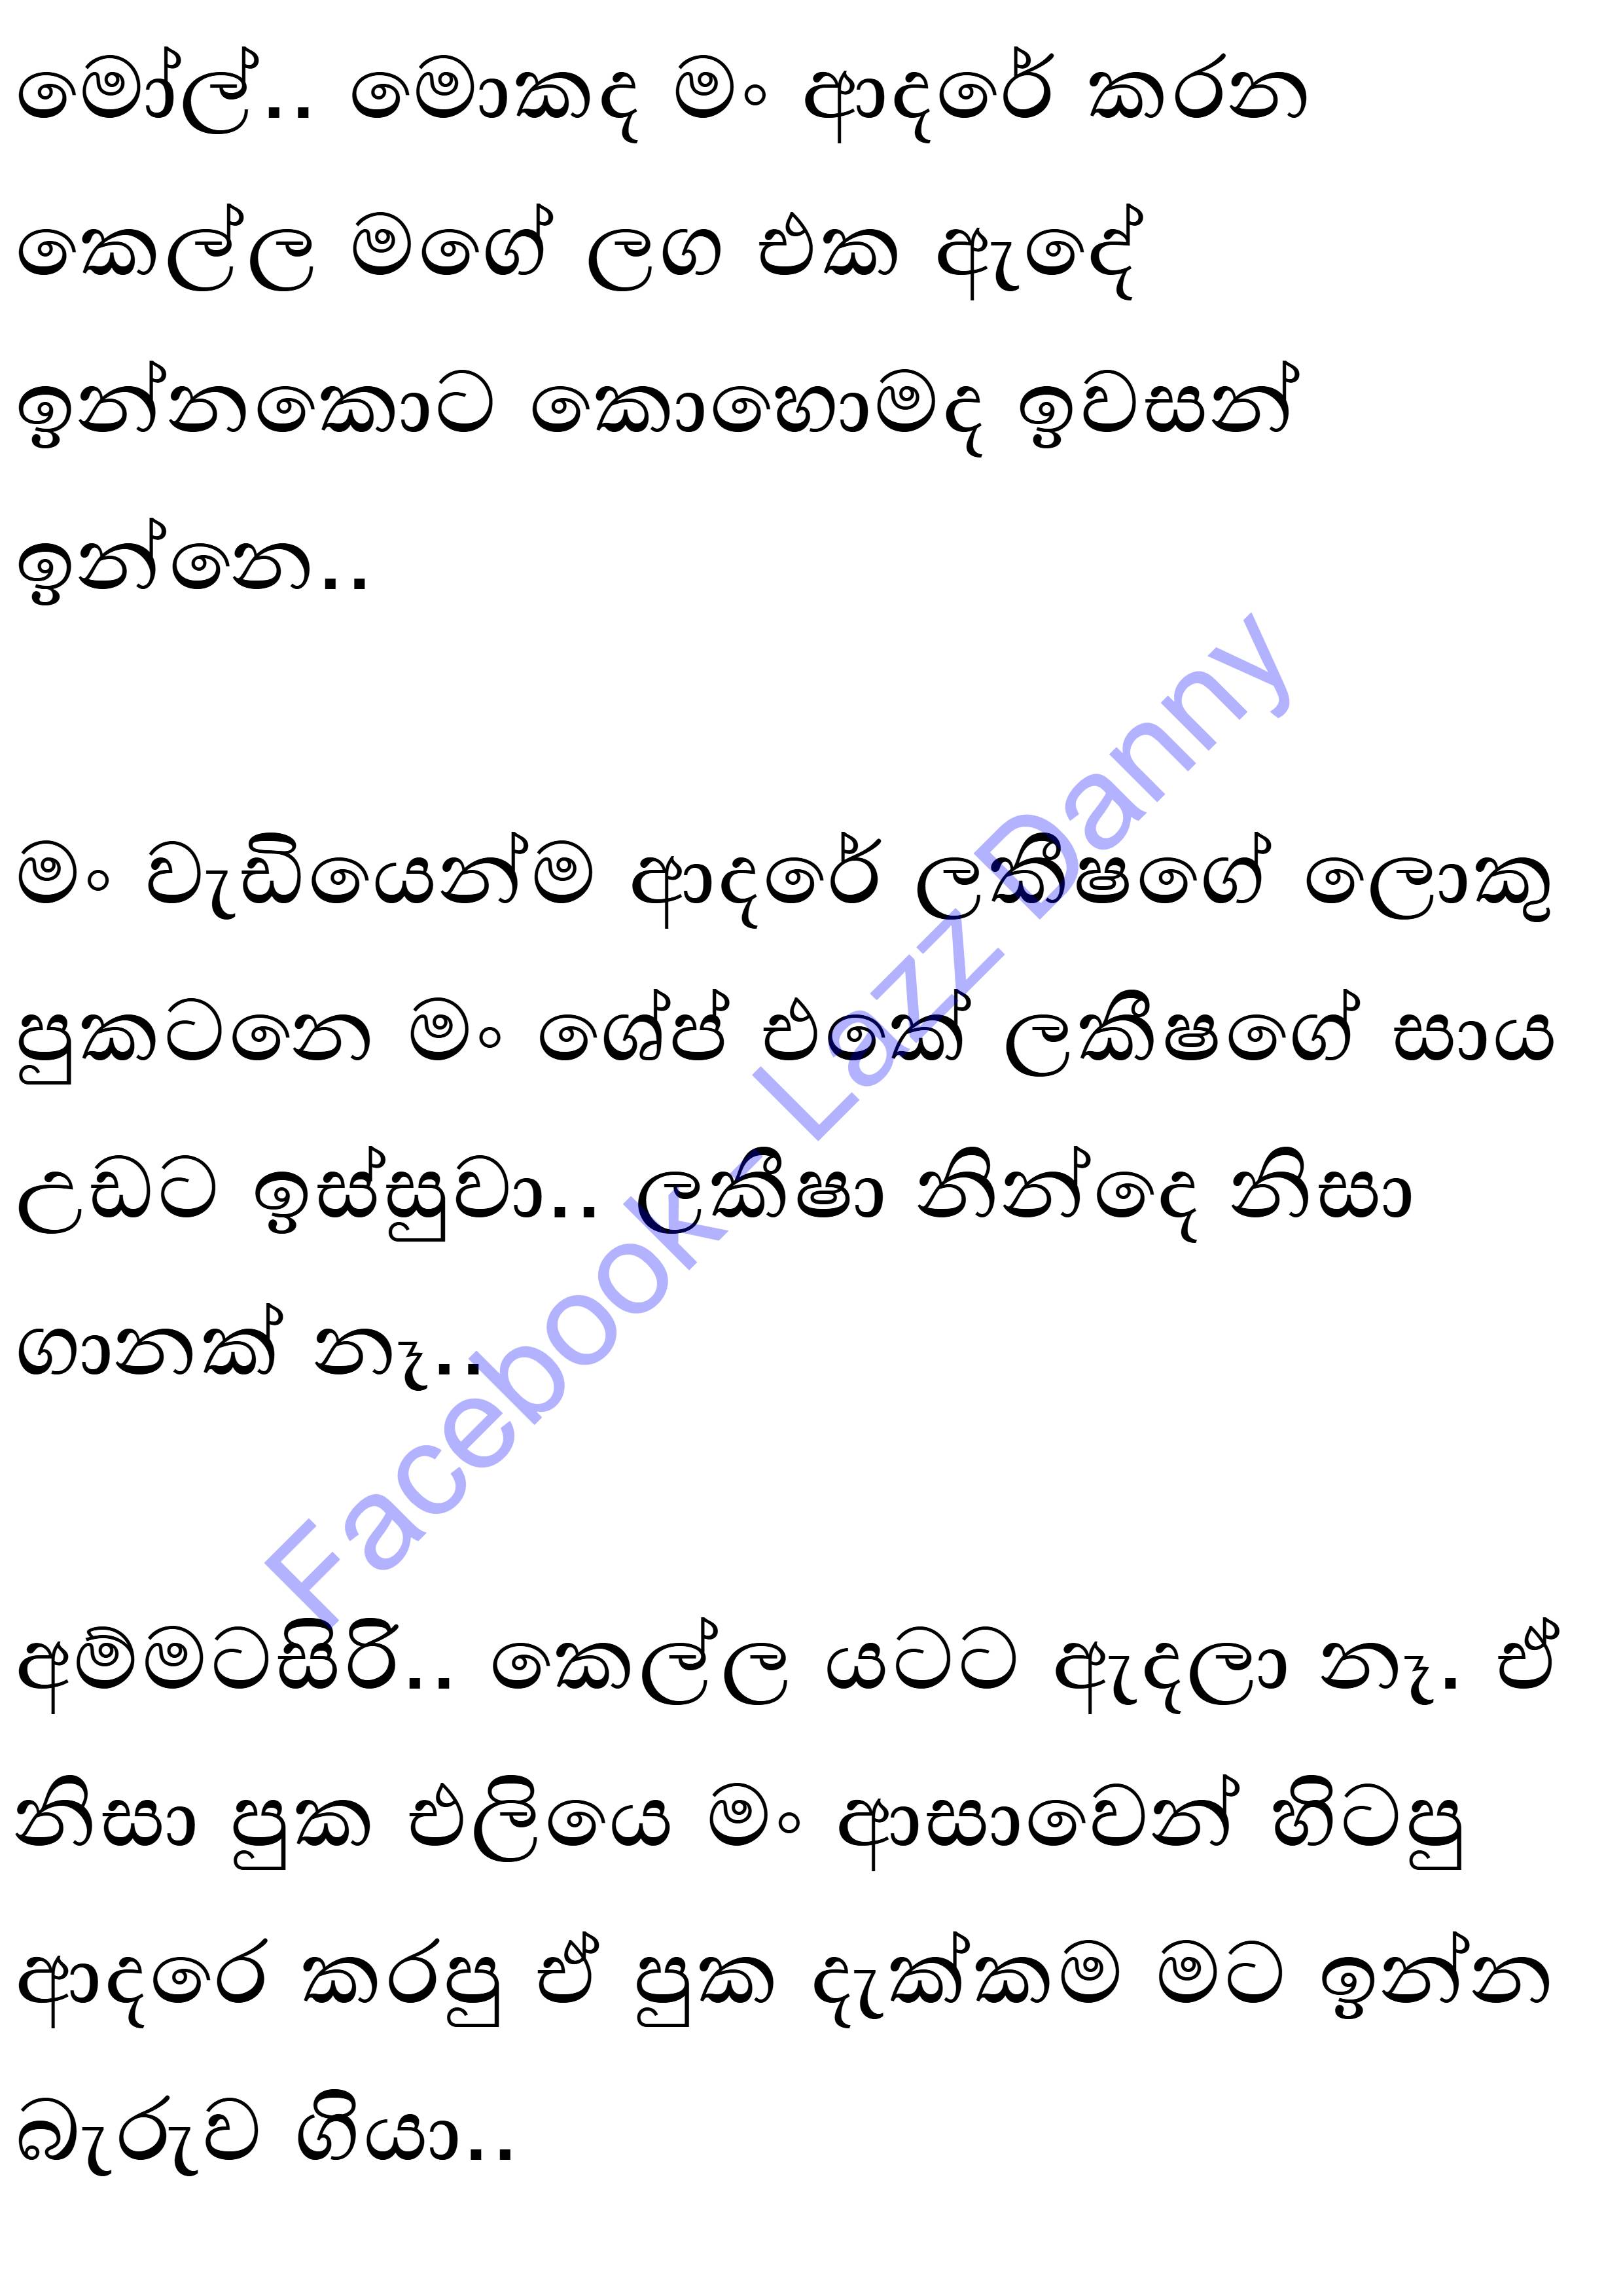 මෝල්.. මොකද මං ආදරේ කරන
කෙල්ල මගේ ලග එක ඇඳේ
ඉන්නකොට කොහොමද ඉවසන්
ඉන්නෙ..
මං වැඩියෙන්ම ආදරේ ලකීෂගේ ලොකු
පුකටනෙ මං ශේප් එකේ ලකීෂගේ සාය
උඩට ඉස්සුවා.. ලකීෂා නින්දෙ නිසා
ගානක් නෑ..
අම්මටසිරි.. කෙල්ල යටට ඇදලා නෑ. ඒ
නිසා පුක එලියෙ මං ආසාවෙන් හිටපු
ආදරෙ කරපු ඒ පුක දැක්කම මට ඉන්න
බැරුව ගියා..
Facebook - Lazz Danny